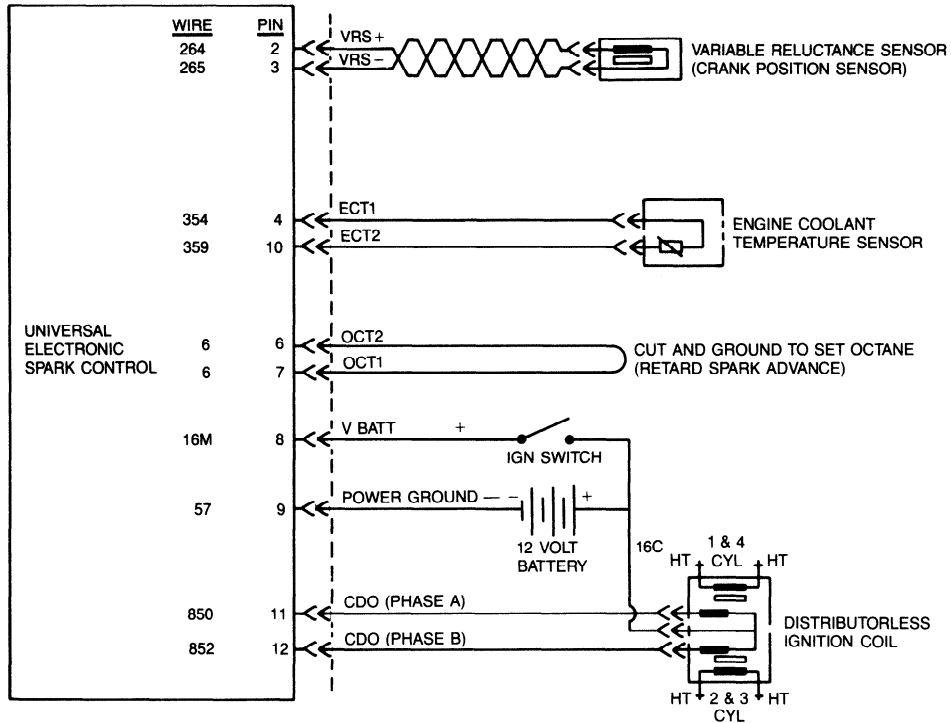 WIRE PIN
264 2 VRS+
265 3 VRS-
VARIABLE RELUCTANCE SENSOR
(CRANK POSITION SENSOR)
354 4 ECT1
359 10 ECT2
ENGINE COOLANT
TEMPERATURE SENSOR
UNIVERSAL
ELECTRONIC
SPARK CONTROL
6 6 OCT2
6 7 OCT1
CUT AND GROUND TO SET OCTANE
(RETARD SPARK ADVANCE)
16M 8 V BATT +
IGN SWITCH
57 9 POWER GROUND — - +
12 VOLT
BATTERY
16C
1 & 4
HT CYL HT
850 11 CDO (PHASE A)
852 12 CDO (PHASE B)
DISTRIBUTORLESS
IGNITION COIL
HT 2 & 3 HT
CYL